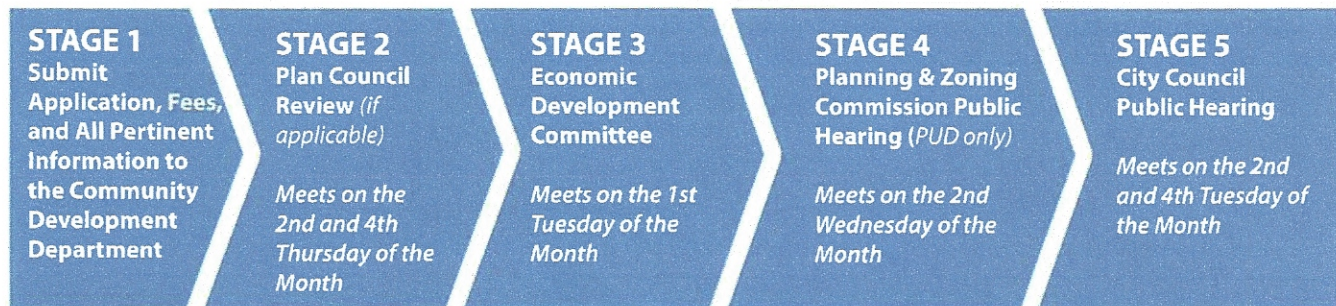 STAGE 1
Submit
Application, Fees,
and All Pertinent
Information to
the Community
Development
Department
STAGE 2
Plan Council
Review (if
applicable)
Meets on the
2nd and 4th
Thursday of the
Month
STAGE 3
Economic
Development
Committee
Meets on the 1st
Tuesday of the
Month
STAGE 4
Planning & Zoning
Commission Public
Hearing (PUD only)
Meets on the 2nd
Wednesday of the
Month
STAGE 5
City Council
Public Hearing
Meets on the 2nd
and 4th Tuesday of
the Month